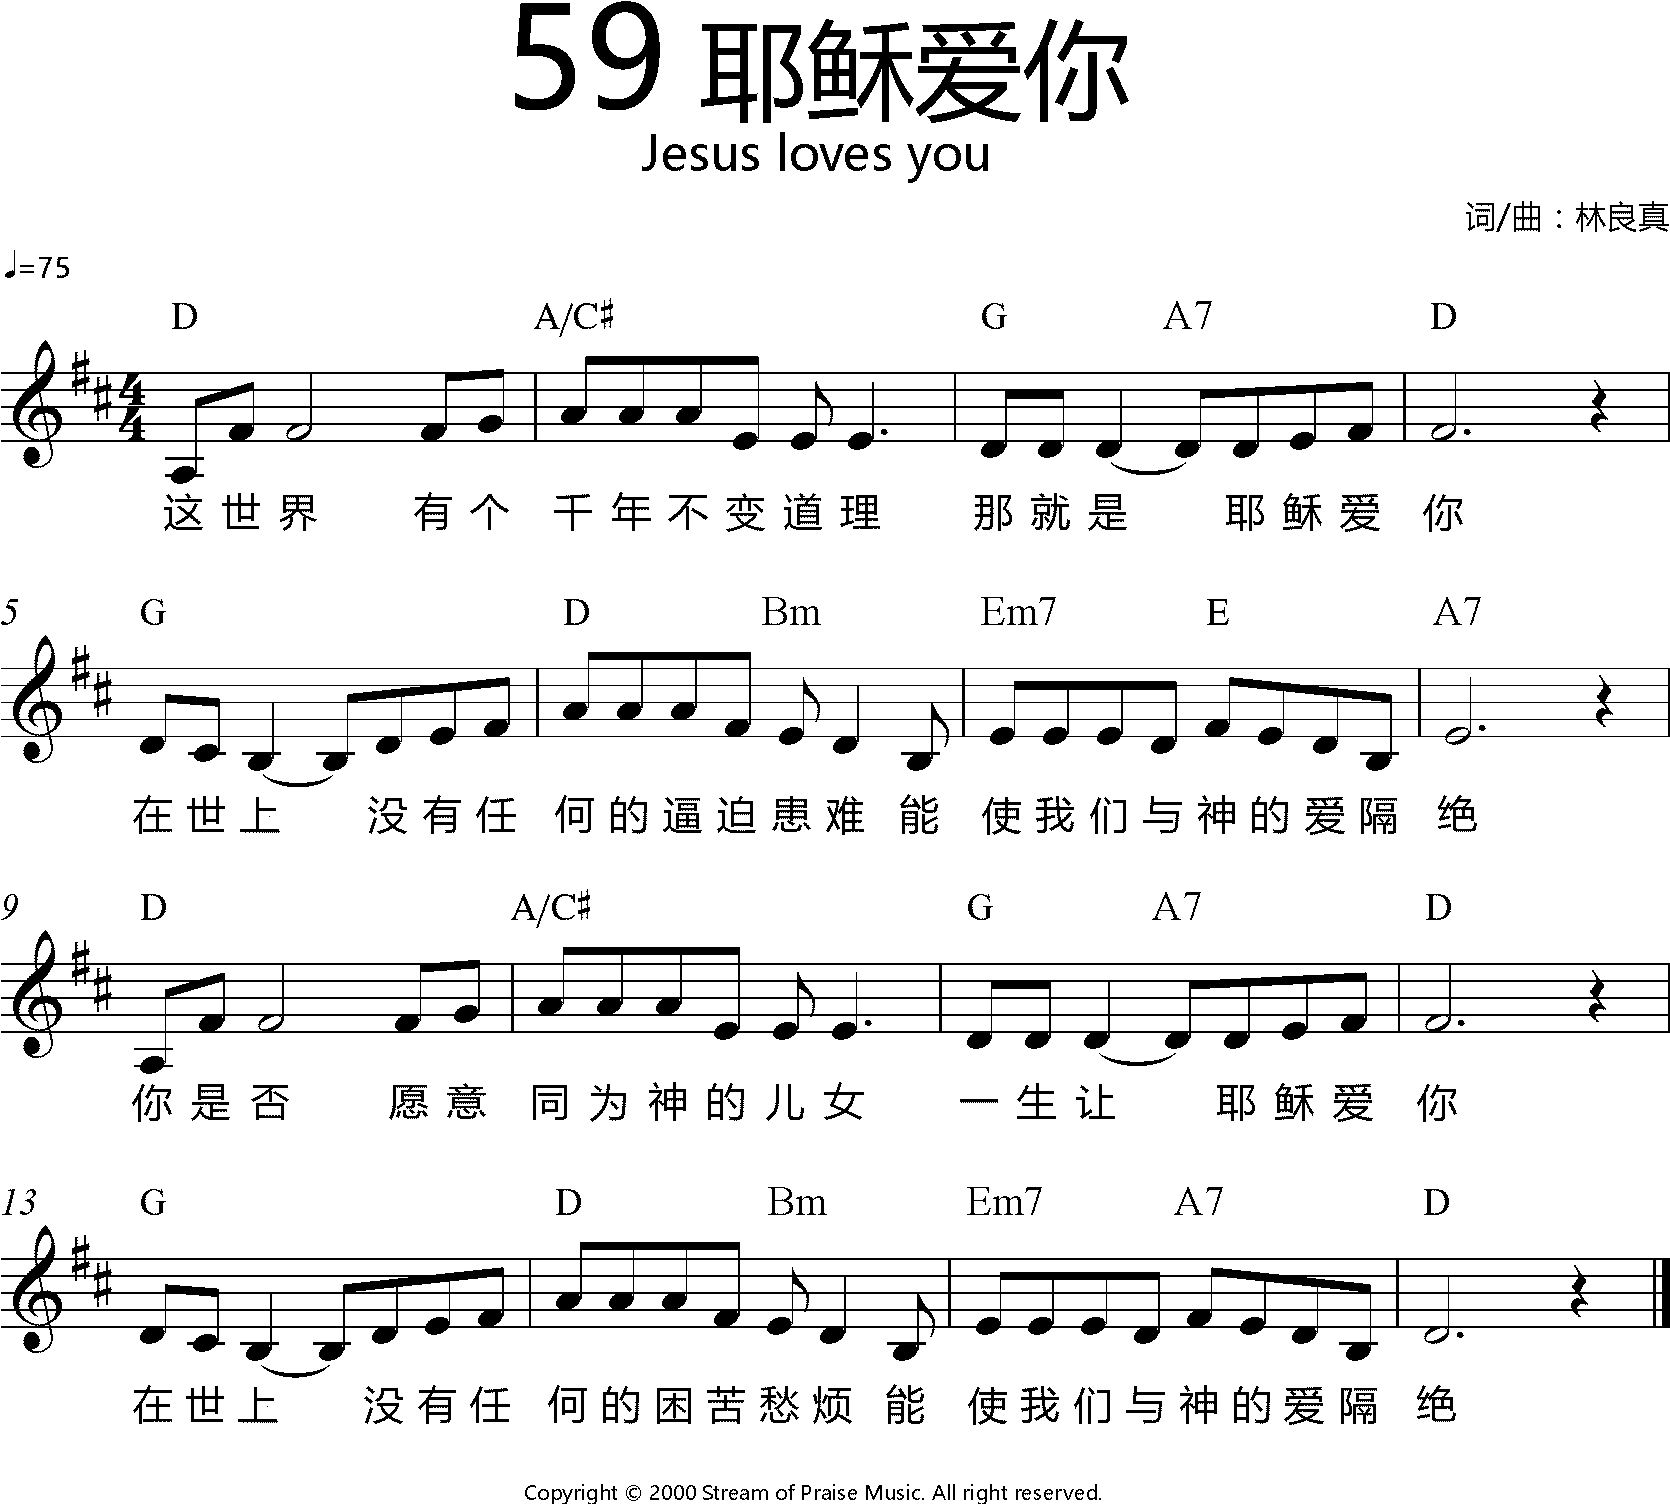 59 耶稣爱你
Jesus loves you
词/曲：林良真
♩=75
D A/C♯ G A7 D
这世界 有个 千年不变道理 那就是 耶稣爱 你
5 G D Bm Em7 E A7
在世上 没有任 何的逼迫患难能 使我们与神的爱隔 绝
9 D A/C♯ G A7 D
你是否 愿意 同为神的儿女 一生让 耶稣爱 你
13 G D Bm Em7 A7 D
在世上 没有任 何的困苦愁烦能 使我们与神的爱隔 绝
Copyright © 2000 Stream of Praise Music. All right reserved.